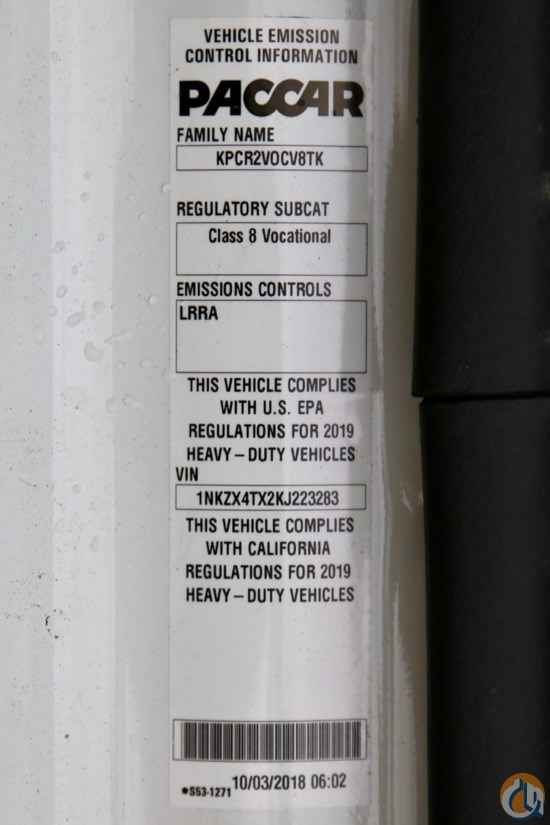 VEHICLE EMISSION
CONTROL INFORMATION
PACCAR
FAMILY NAME
KPCR2VOCV8TK
REGULATORY SUBCAT
Class 8 Vocational
EMISSIONS CONTROLS
LRRA
THIS VEHICLE COMPLIES
WITH U.S. EPA
REGULATIONS FOR 2019
HEAVY – DUTY VEHICLES
VIN
1NKZX4TX2KJ223283
THIS VEHICLE COMPLIES
WITH CALIFORNIA
REGULATIONS FOR 2019
HEAVY – DUTY VEHICLES
●S53-1271 10/03/2018 06:02